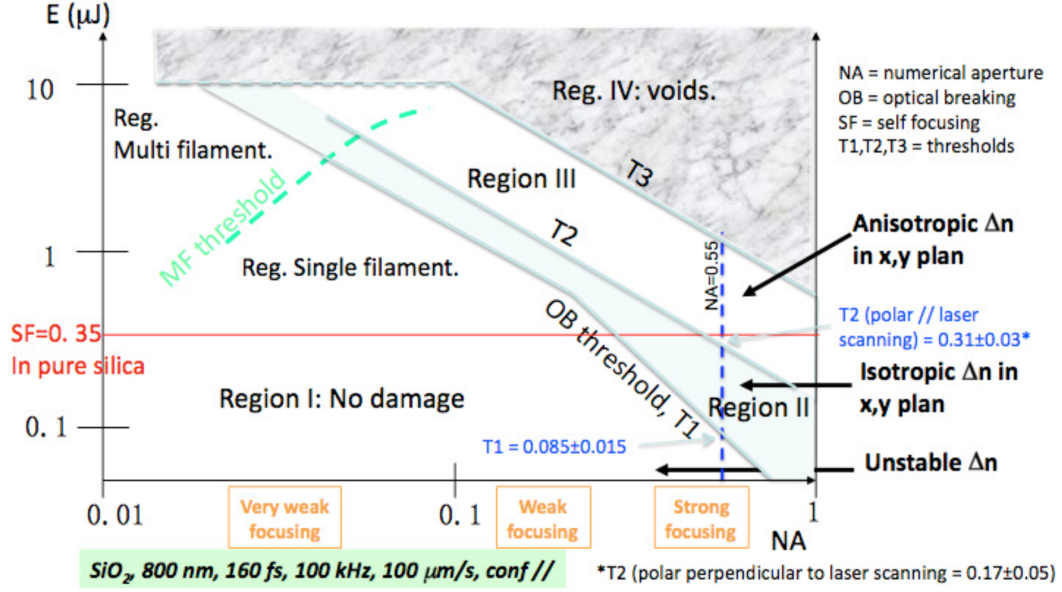 E (μJ)
10
1
0.1
Reg.
Multi filament.
MF threshold
Reg. Single filament.
SF=0. 35
In pure silica
Region I: No damage
Reg. IV: voids.
Region III
T3
T2
OB threshold, T1
NA=0.55
Region II
T1 = 0.085±0.015
NA = numerical aperture
OB = optical breaking
SF = self focusing
T1,T2,T3 = thresholds
Anisotropic Δn
in x,y plan
T2 (polar // laser
scanning) = 0.31±0.03*
Isotropic Δn in
x,y plan
Unstable Δn
0.01
0.1
1
NA
Very weak
focusing
Weak
focusing
Strong
focusing
SiO₂, 800 nm, 160 fs, 100 kHz, 100 μm/s, conf //
*T2 (polar perpendicular to laser scanning = 0.17±0.05)